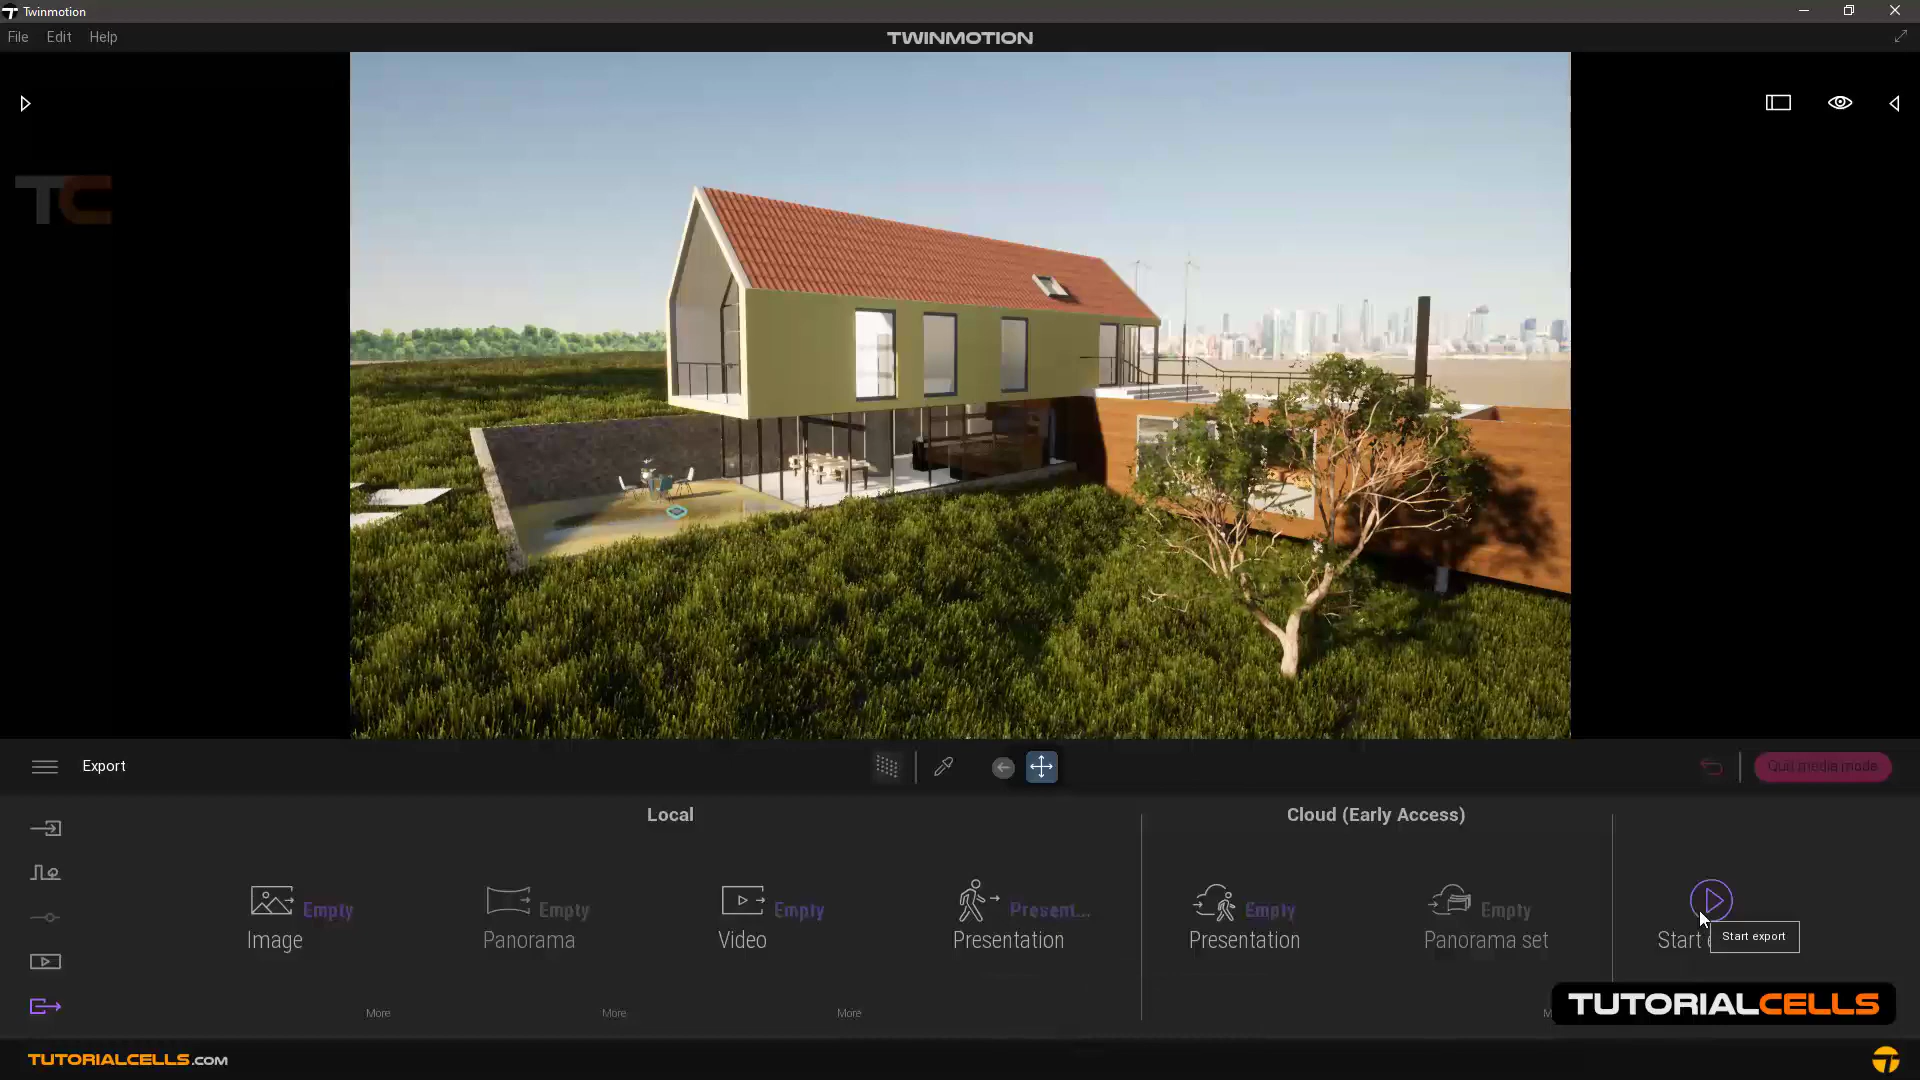 Twinmotion
File Edit Help
TWINMOTION
TC
Export
Quit media mode
Local
Cloud (Early Access)
Empty
Image
More
Empty
Panorama
More
Empty
Video
More
Present...
Presentation
Empty
Presentation
Empty
Panorama set
Start
Start export
TUTORIALCELLS
TUTORIALCELLS.COM